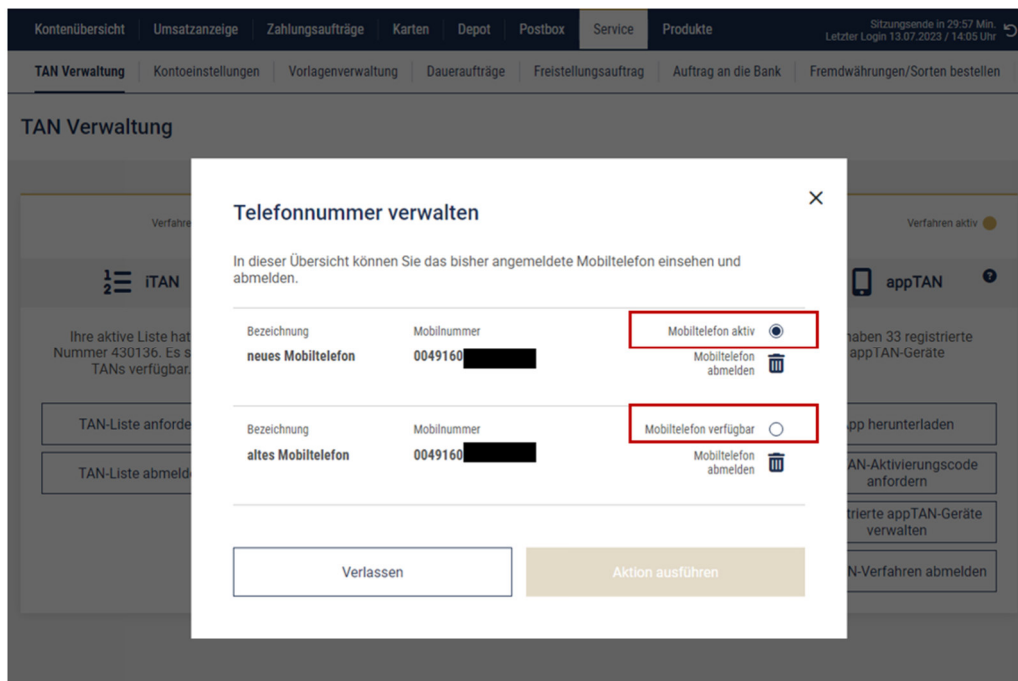 Kontenübersicht Umsatzanzeige Zahlungsaufträge Karten Depot Postbox Service Produkte
Sitzungsende in 29:57 Min.
Letzter Login 13.07.2023 / 14:05 Uhr
TAN Verwaltung Kontoeinstellungen Vorlagenverwaltung Daueraufträge Freistellungsauftrag Auftrag an die Bank Fremdwährungen/Sorten bestellen
TAN Verwaltung
Verfahre
1
2
iTAN
Ihre aktive Liste hat
Nummer 430136. Es s
TANs verfügbar.
TAN-Liste anforde
TAN-Liste abmeld
Telefonnummer verwalten
In dieser Übersicht können Sie das bisher angemeldete Mobiltelefon einsehen und
abmelden.
Bezeichnung Mobilnummer Mobiltelefon aktiv
neues Mobiltelefon 0049160
Mobiltelefon
abmelden
Bezeichnung Mobilnummer Mobiltelefon verfügbar
altes Mobiltelefon 0049160
Mobiltelefon
abmelden
Verlassen Aktion ausführen
Verfahren aktiv
appTAN ?
haben 33 registrierte
appTAN-Geräte
pp herunterladen
AN-Aktivierungscode
anfordern
trierte appTAN-Geräte
verwalten
N-Verfahren abmelden